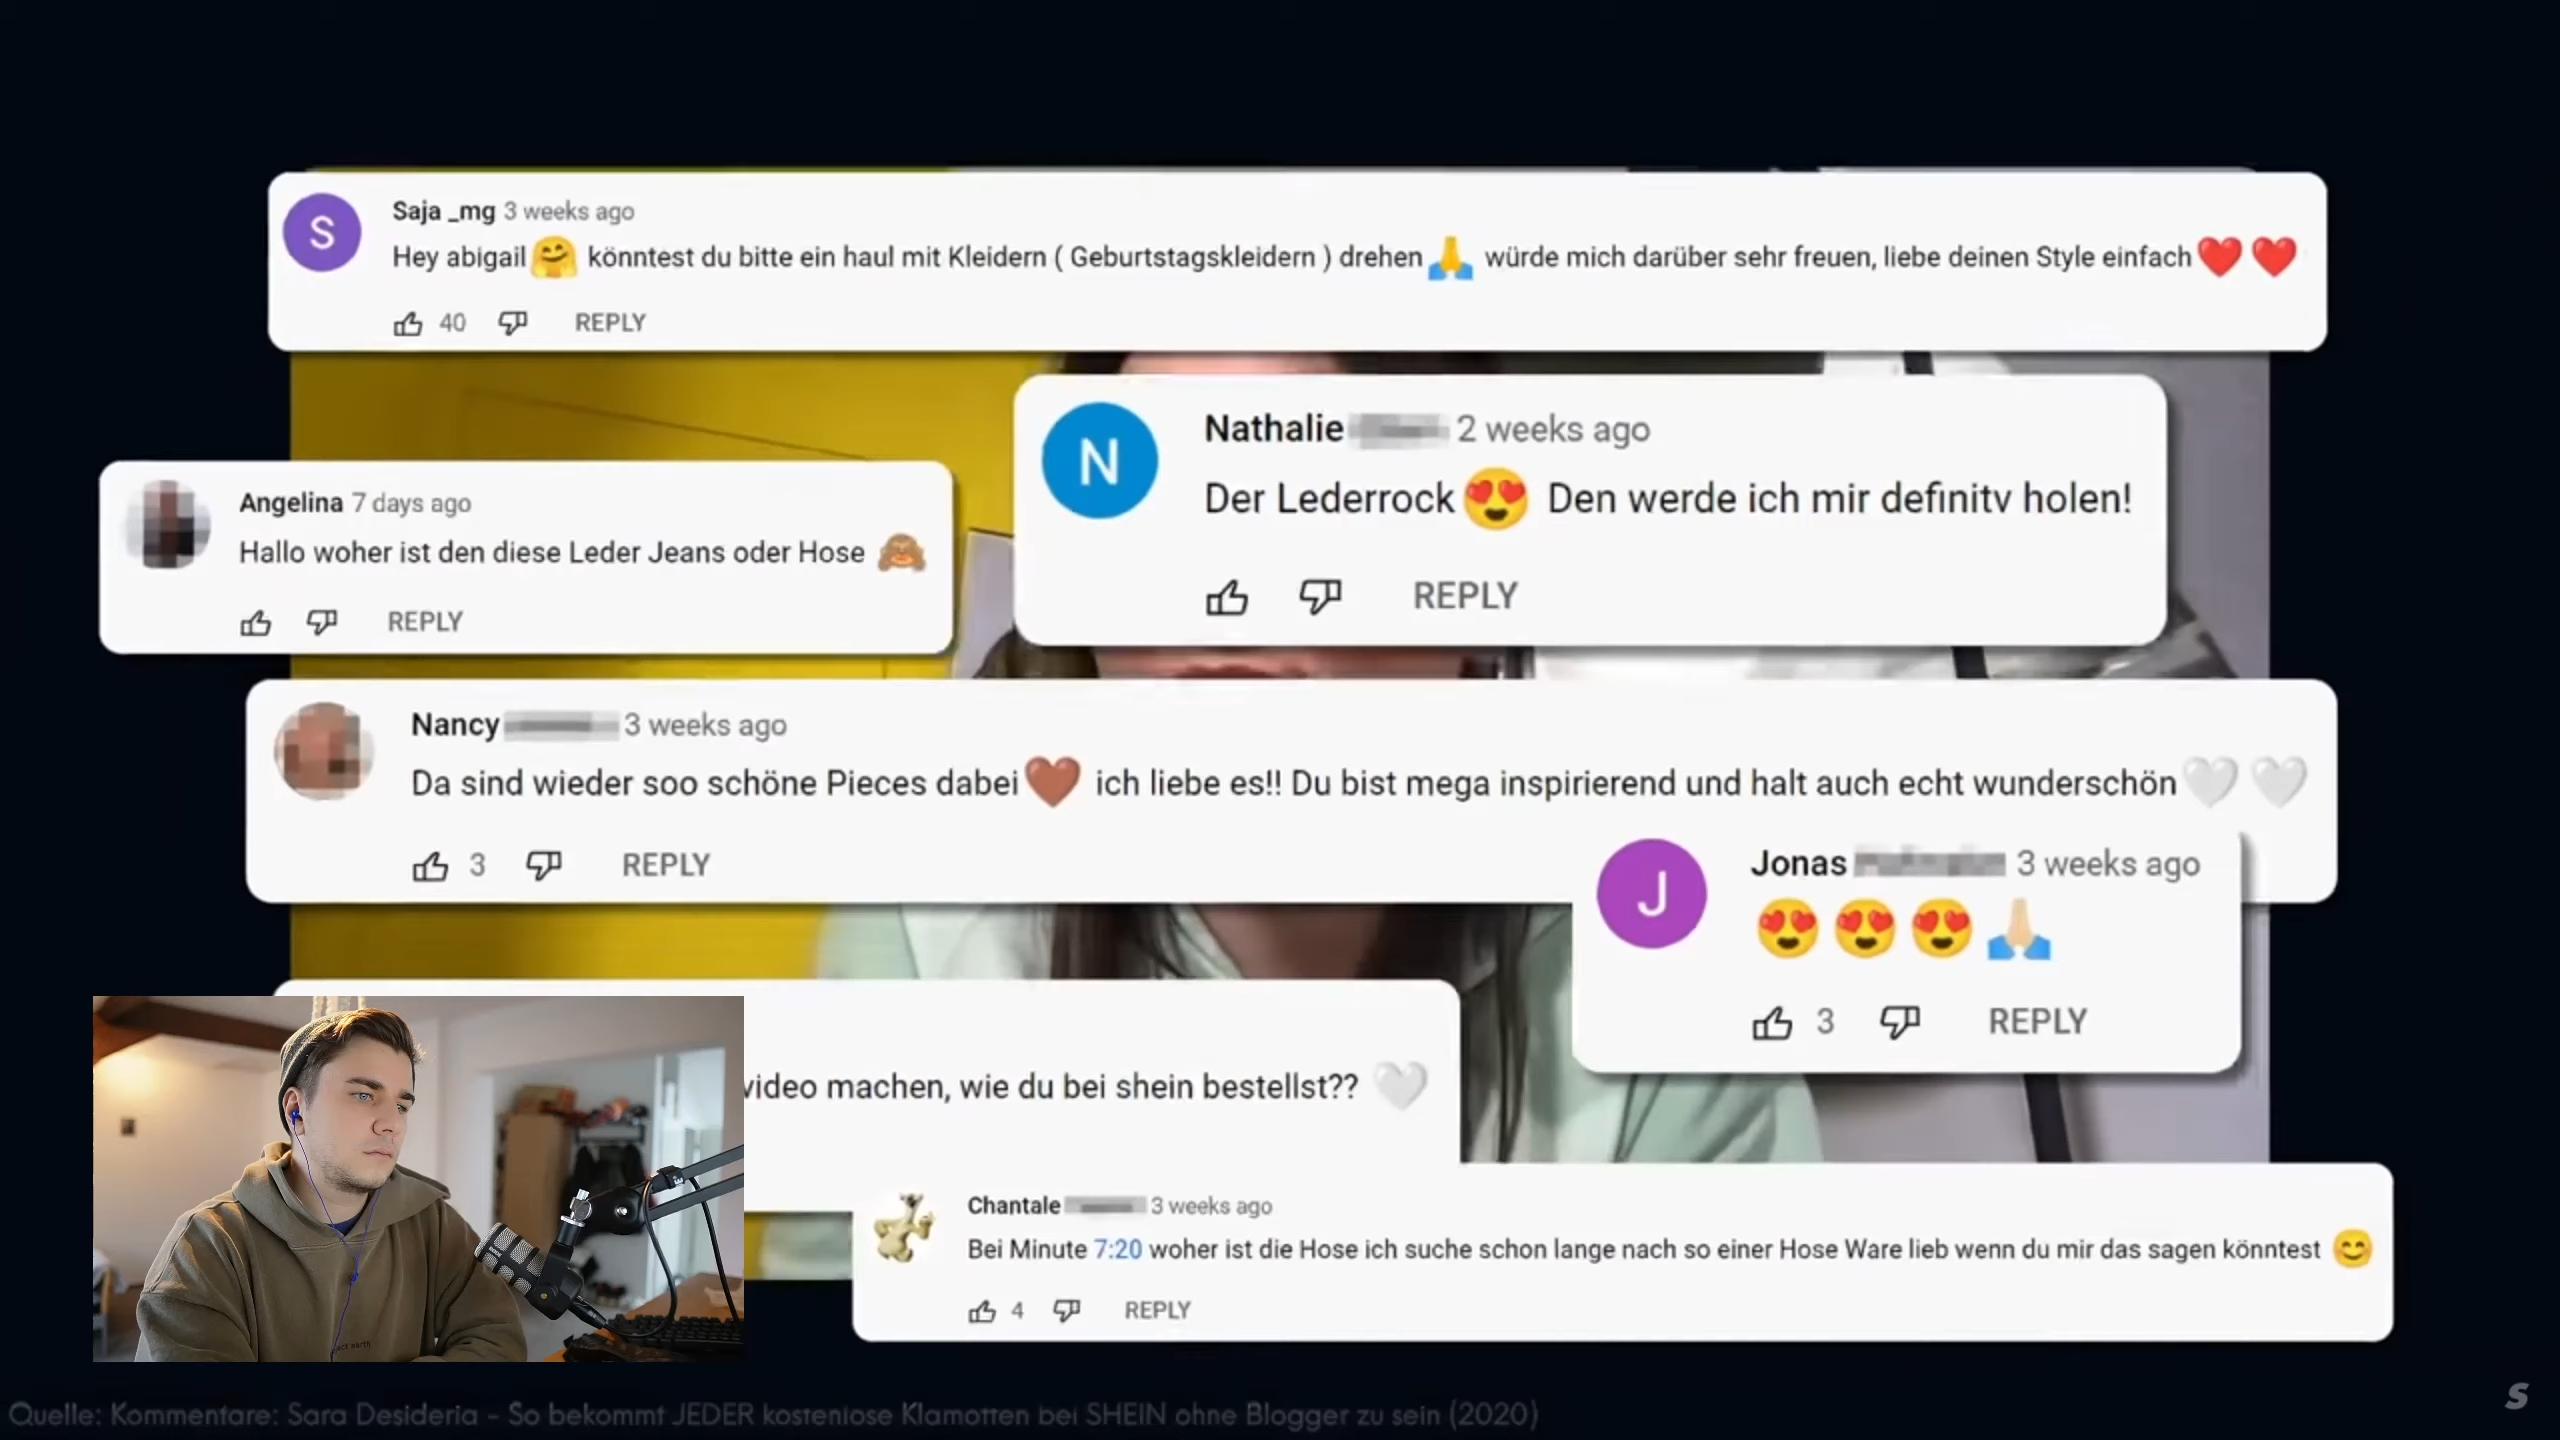 S
Saja _mg 3 weeks ago
Hey abigail🤗 könntest du bitte ein haul mit Kleidern ( Geburtstagskleidern ) drehen🙏 würde mich darüber sehr freuen, liebe deinen Style einfach❤️❤️
40 REPLY
N
Nathalie 2 weeks ago
Der Lederrock😍 Den werde ich mir definitv holen!
REPLY
Angelina 7 days ago
Hallo woher ist den diese Leder Jeans oder Hose 🙈
REPLY
Nancy 3 weeks ago
Da sind wieder soo schöne Pieces dabei🤎 ich liebe es!! Du bist mega inspirierend und halt auch echt wunderschön🤍🤍
3 REPLY
J
Jonas 3 weeks ago
😍😍😍🙏🏼
3 REPLY
video machen, wie du bei shein bestellst?? 🤍
Chantale 3 weeks ago
Bei Minute 7:20 woher ist die Hose ich suche schon lange nach so einer Hose Ware lieb wenn du mir das sagen könntest 😊
4 REPLY
Quelle: Kommentare: Sara Desideria - So bekommt JEDER kostenlose Klamotten bei SHEIN ohne Blogger zu sein (2020)
S